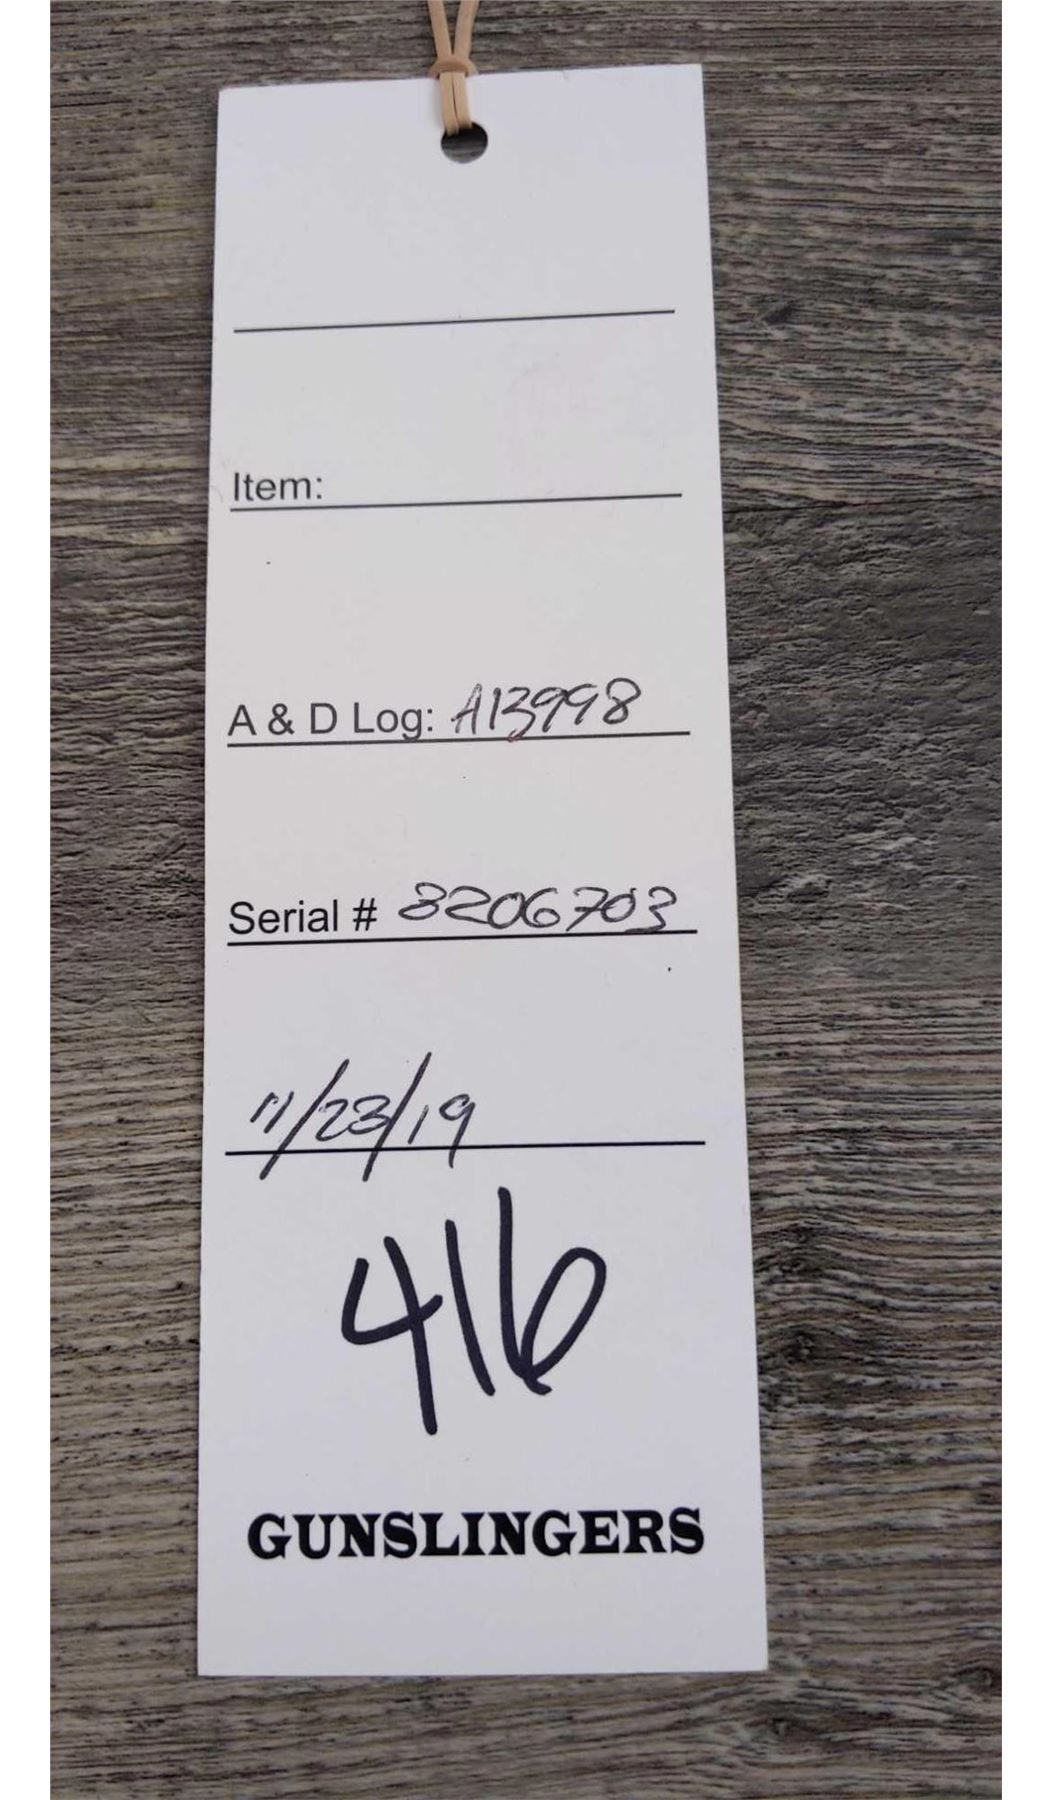 Item:
A & D Log: A13998
Serial # 8206703
11/23/19
416
GUNSLINGERS